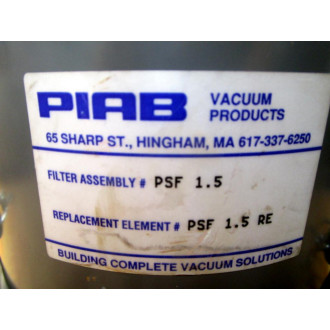 PIAB VACUUM PRODUCTS
65 SHARP ST., HINGHAM, MA 617-337-6250
FILTER ASSEMBLY # PSF 1.5
REPLACEMENT ELEMENT # PSF 1.5 RE
BUILDING COMPLETE VACUUM SOLUTIONS